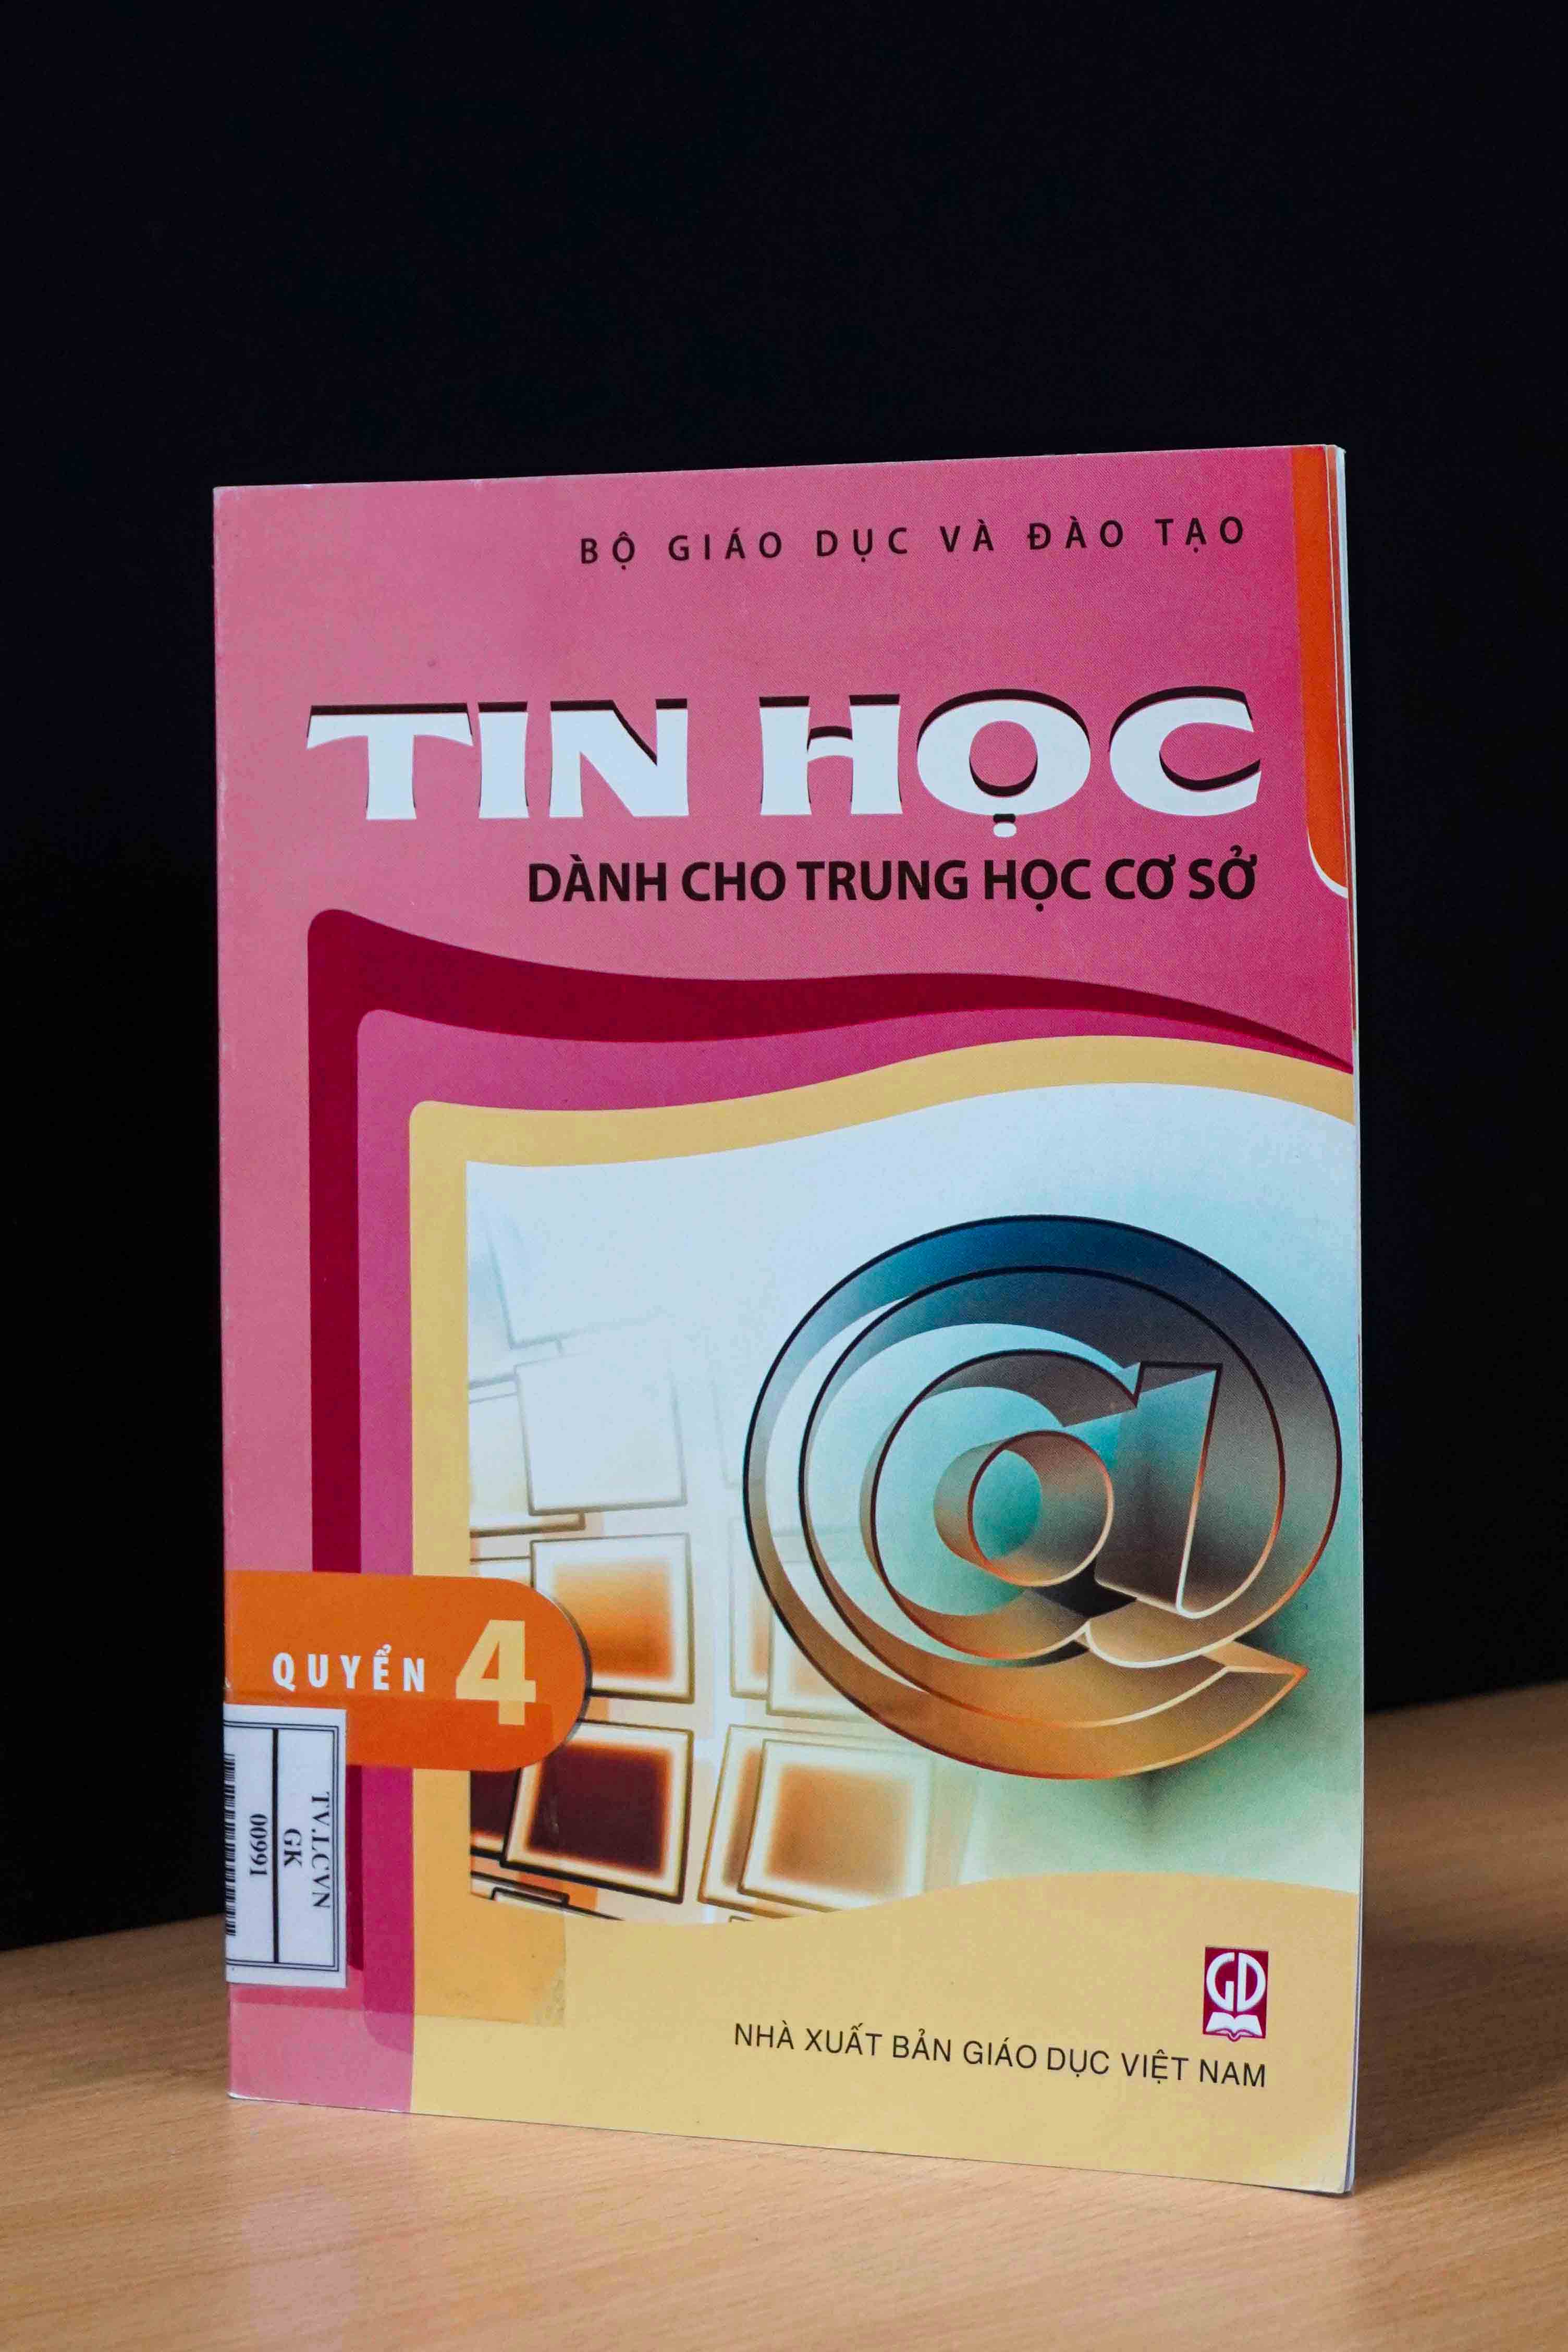 BỘ GIÁO DỤC VÀ ĐÀO TẠO
TIN HỌC
DÀNH CHO TRUNG HỌC CƠ SỞ
@
QUYỂN 4
TV.LCVN
GK
00991
GD
NHÀ XUẤT BẢN GIÁO DỤC VIỆT NAM